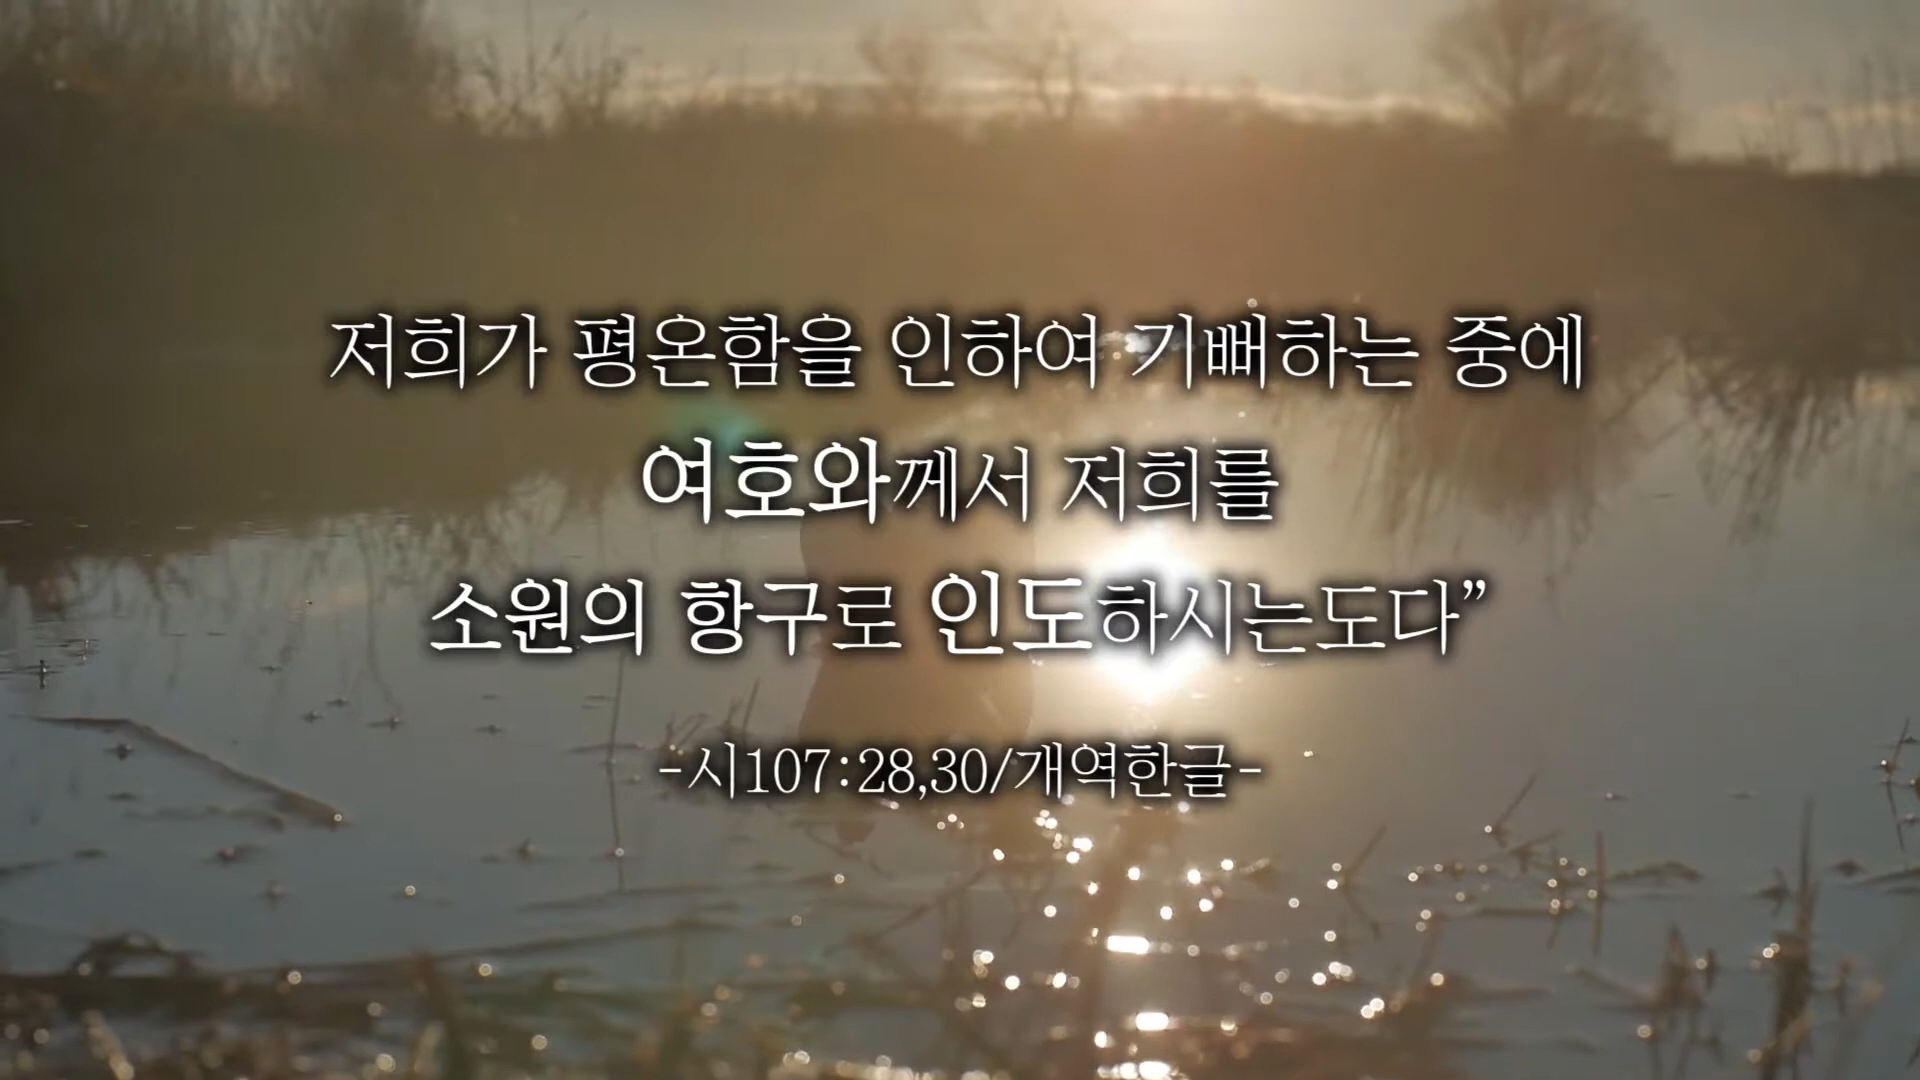 저희가 평온함을 인하여 기뻐하는 중에
여호와께서 저희를
소원의 항구로 인도하시는도다”
-시107:28,30/개역한글-